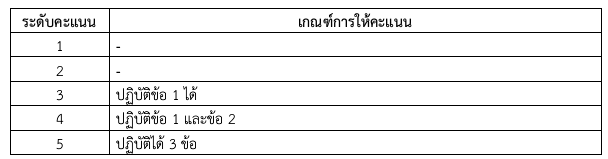 ระดับคะแนน เกณฑ์การให้คะแนน
1 -
2 -
3 ปฏิบัติข้อ 1 ได้
4 ปฏิบัติข้อ 1 และข้อ 2
5 ปฏิบัติได้ 3 ข้อ